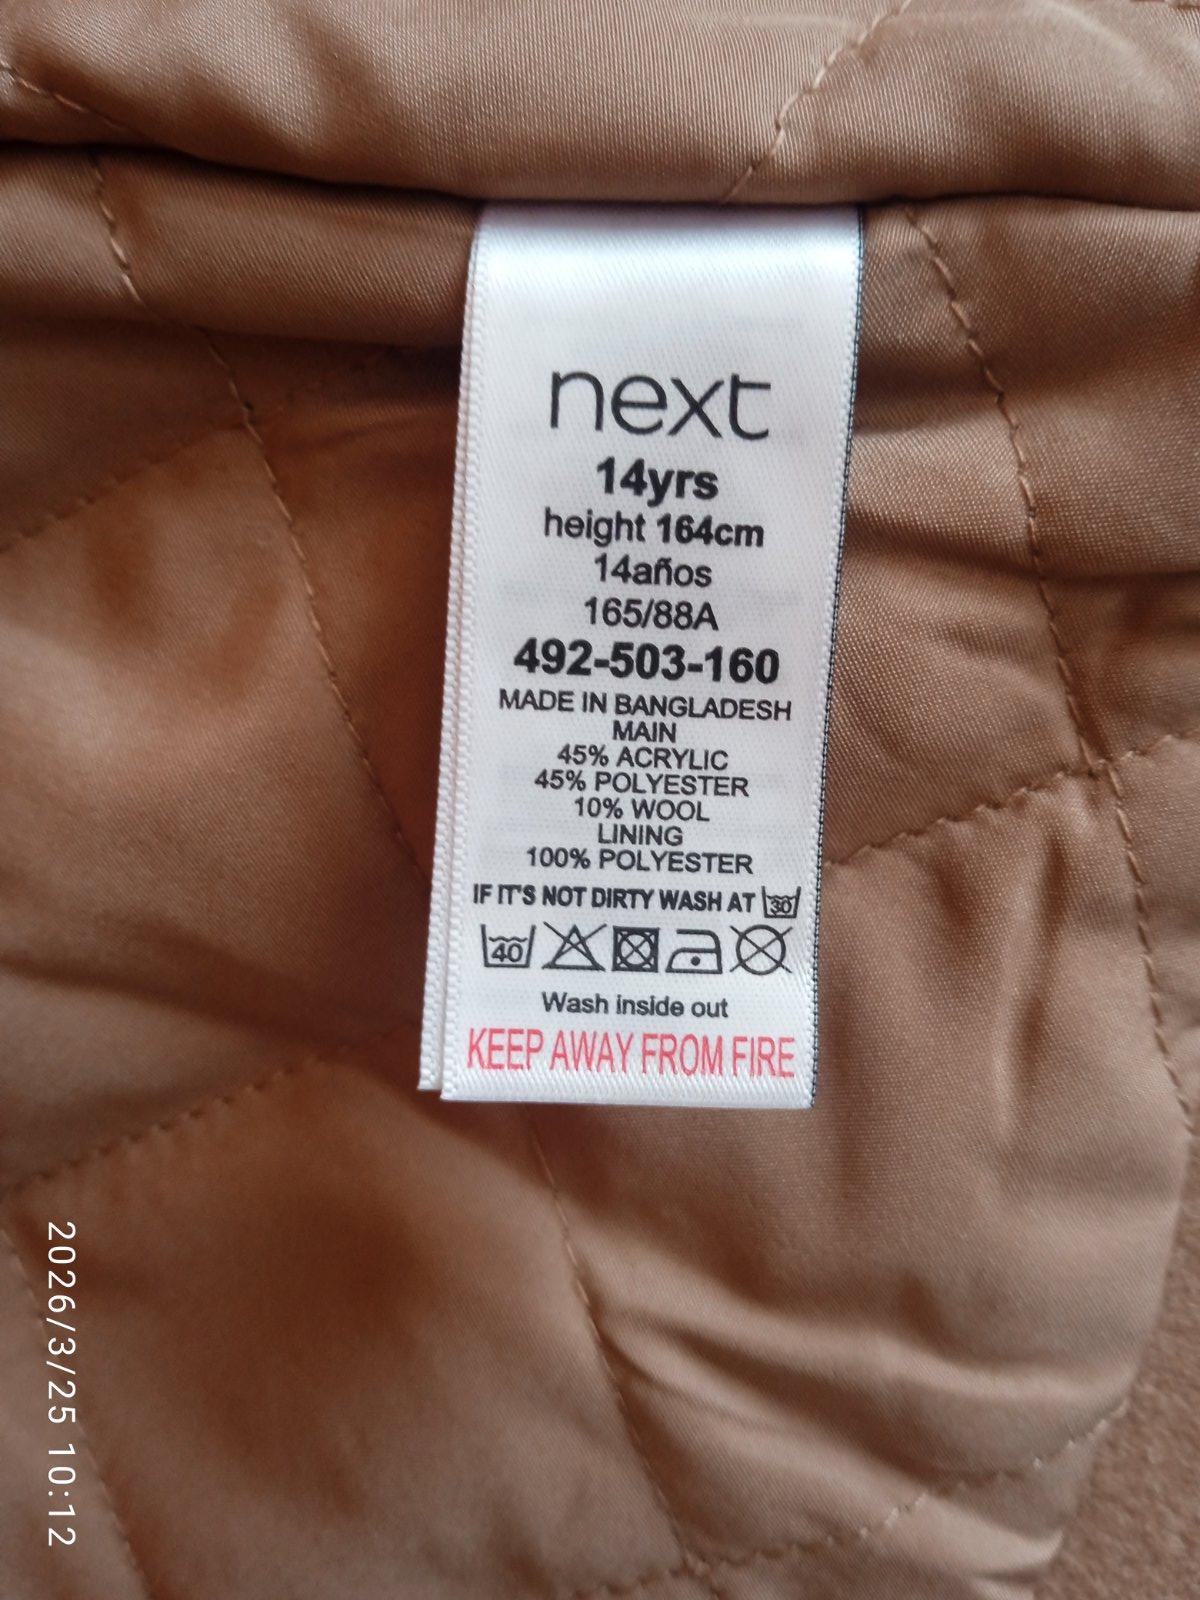 next
14yrs
height 164cm
14años
165/88A
492-503-160
MADE IN BANGLADESH
MAIN
45% ACRYLIC
45% POLYESTER
10% WOOL
LINING
100% POLYESTER
IF IT'S NOT DIRTY WASH AT 30
40
Wash inside out
KEEP AWAY FROM FIRE
2026/3/25 10:12